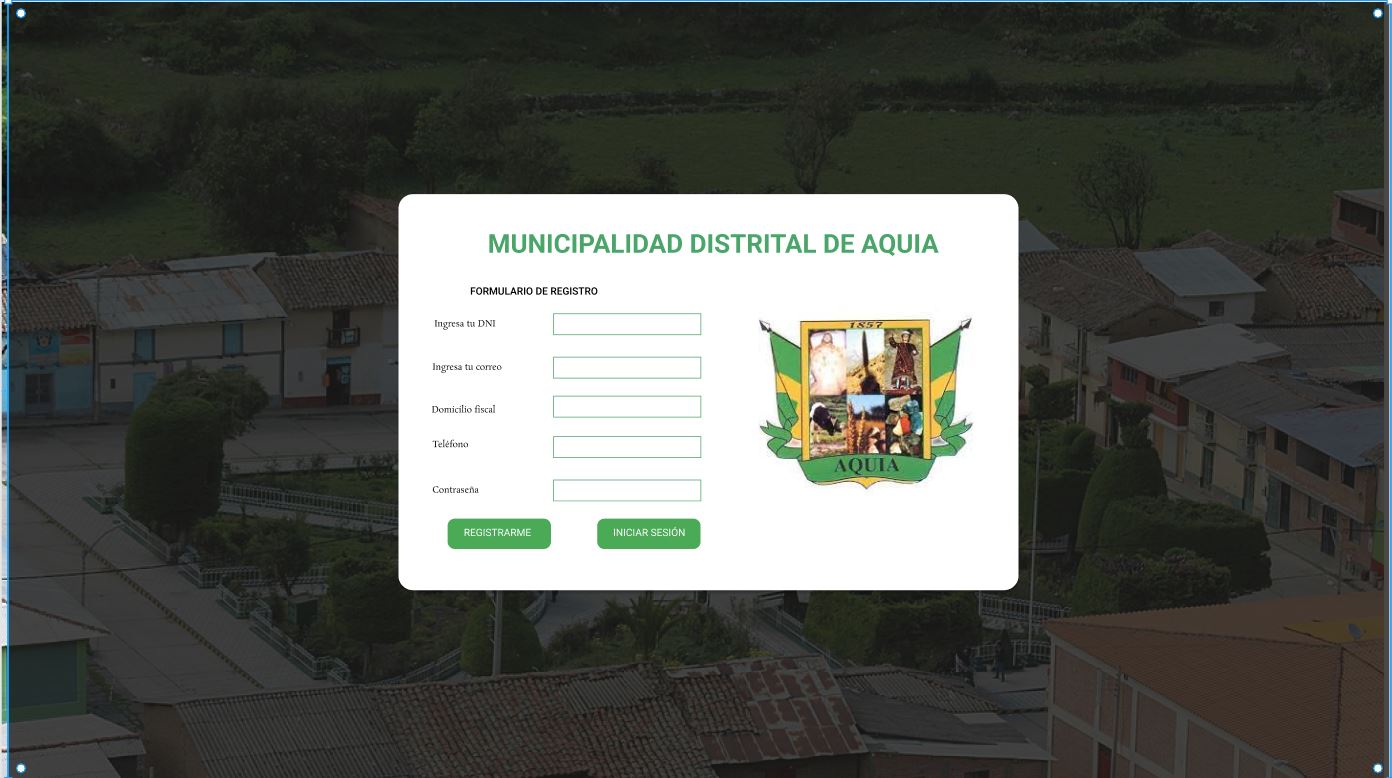 MUNICIPALIDAD DISTRITAL DE AQUIA
FORMULARIO DE REGISTRO
Ingresa tu DNI
Ingresa tu correo
Domicilio fiscal
Teléfono
Contraseña
REGISTRARME
INICIAR SESIÓN
1857
AQUIA